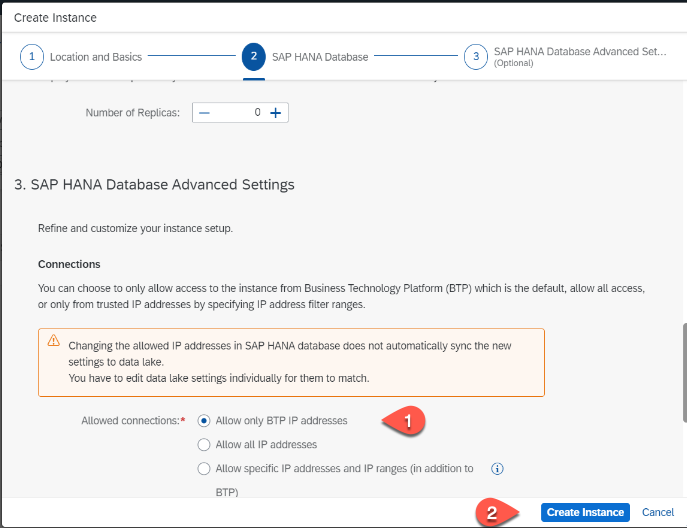 Create Instance
1 Location and Basics
2 SAP HANA Database
3 SAP HANA Database Advanced Set...
(Optional)
Number of Replicas:
— 0 +
3. SAP HANA Database Advanced Settings
Refine and customize your instance setup.
Connections
You can choose to only allow access to the instance from Business Technology Platform (BTP) which is the default, allow all access,
or only from trusted IP addresses by specifying IP address filter ranges.
Changing the allowed IP addresses in SAP HANA database does not automatically sync the new
settings to data lake.
You have to edit data lake settings individually for them to match.
Allowed connections:*
Allow only BTP IP addresses
1
Allow all IP addresses
Allow specific IP addresses and IP ranges (in addition to
BTP)
2
Create Instance
Cancel